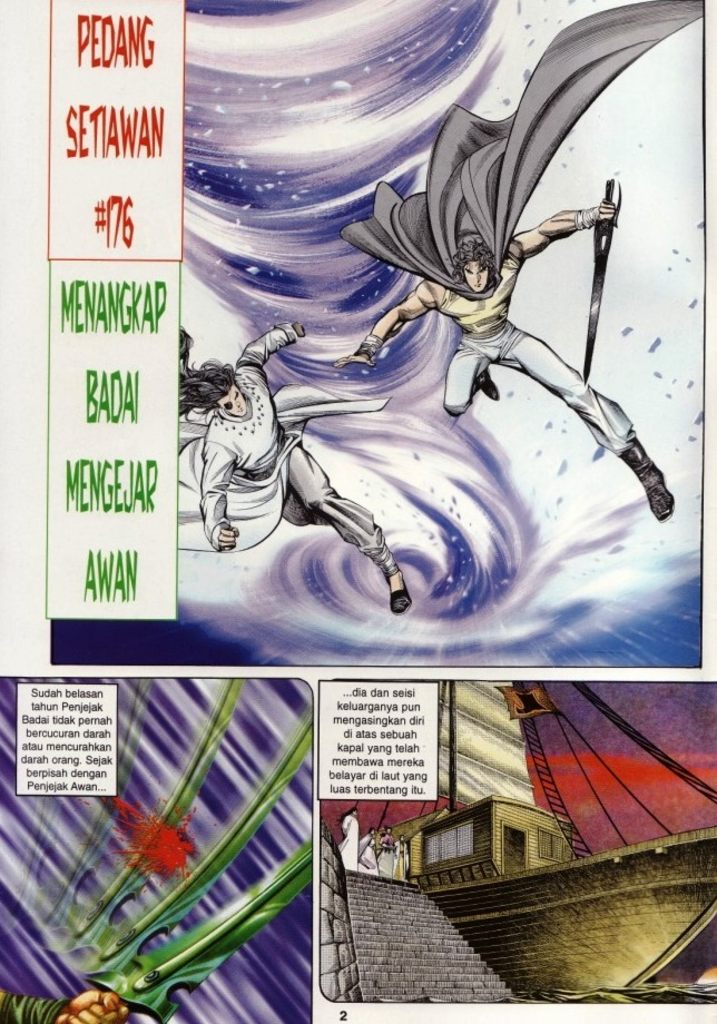 PEDANG
SETIAWAN
#176
MENANGKAP
BADAI
MENGEJAR
AWAN
Sudah belasan
tahun Penjejak
Badai tidak pernah
bercucuran darah
atau mencurahkan
darah orang. Sejak
berpisah dengan
Penjejak Awan...
...dia dan seisi
keluarganya pun
mengasingkan diri
di atas sebuah
kapal yang telah
membawa mereka
belayar di laut yang
luas terbentang itu.
2